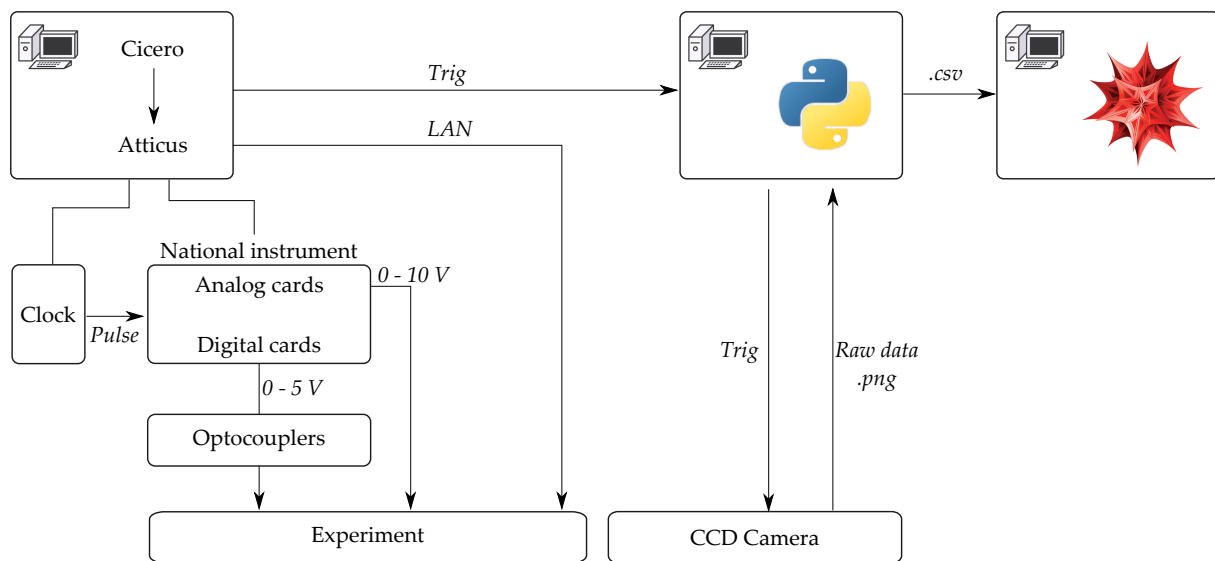 Cicero
Trig
.csv
LAN
Atticus
National instrument
0 - 10 V
Analog cards
Clock
Pulse
Digital cards
Trig
Raw data
.png
0 - 5 V
Optocouplers
Experiment
CCD Camera